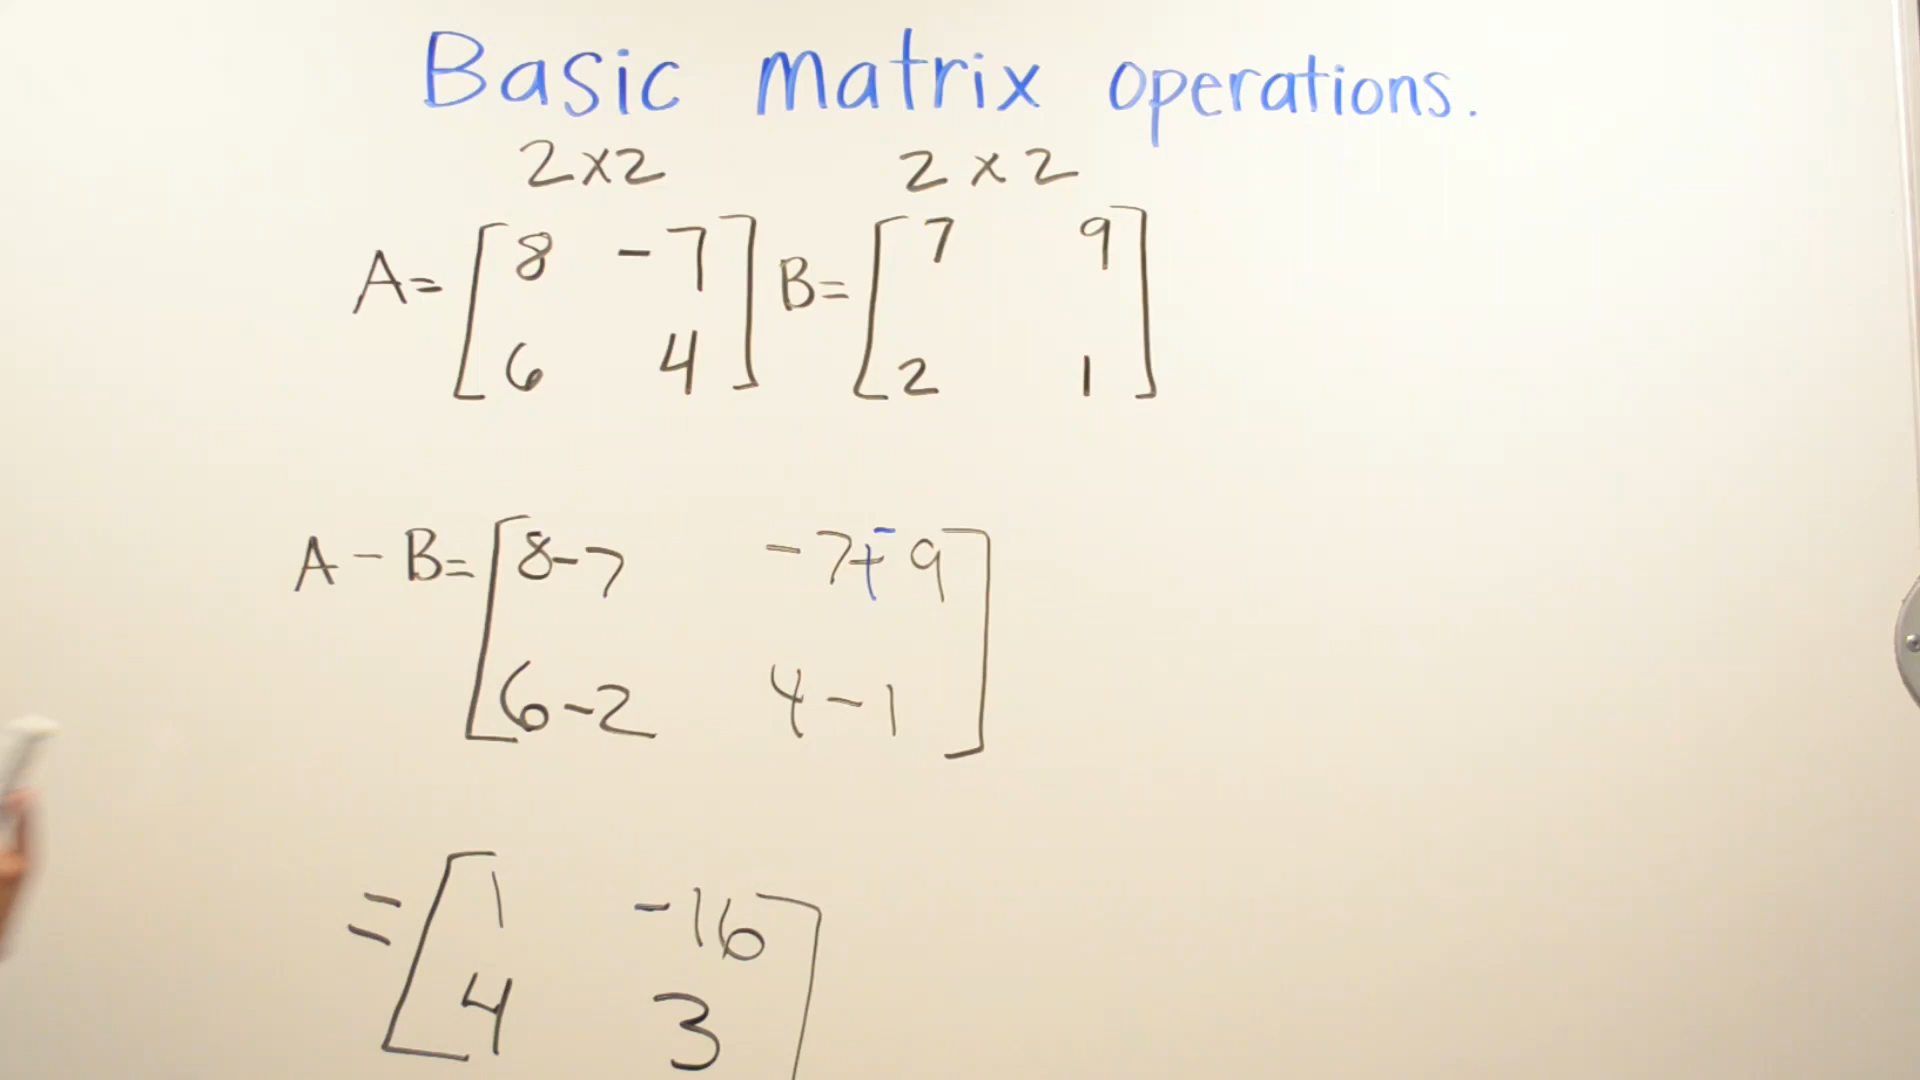 Basic matrix operations.
2x2 2x2
A= [ 8 -7 ] B= [ 7 9 ]
6 4 2 1
A - B= [ 8-7 -7+-9 ]
6-2 4-1
= [ 1 -16 ]
4 3